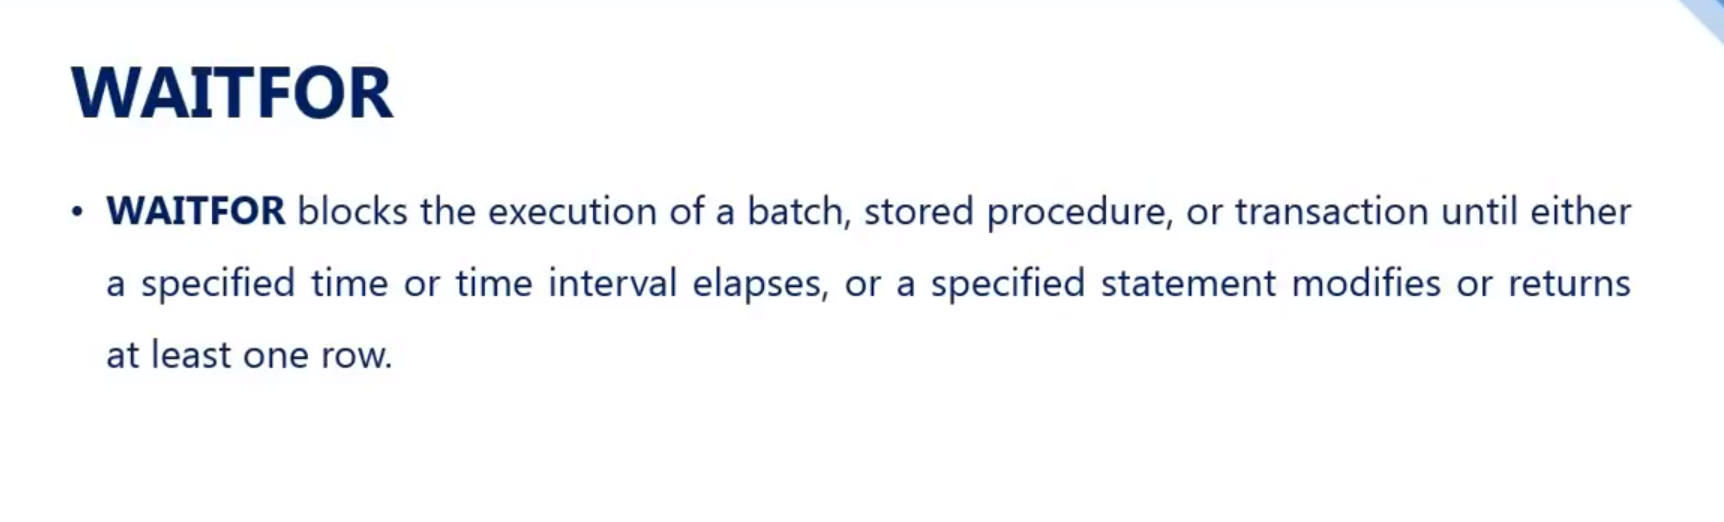 WAITFOR
• WAITFOR blocks the execution of a batch, stored procedure, or transaction until either
a specified time or time interval elapses, or a specified statement modifies or returns
at least one row.